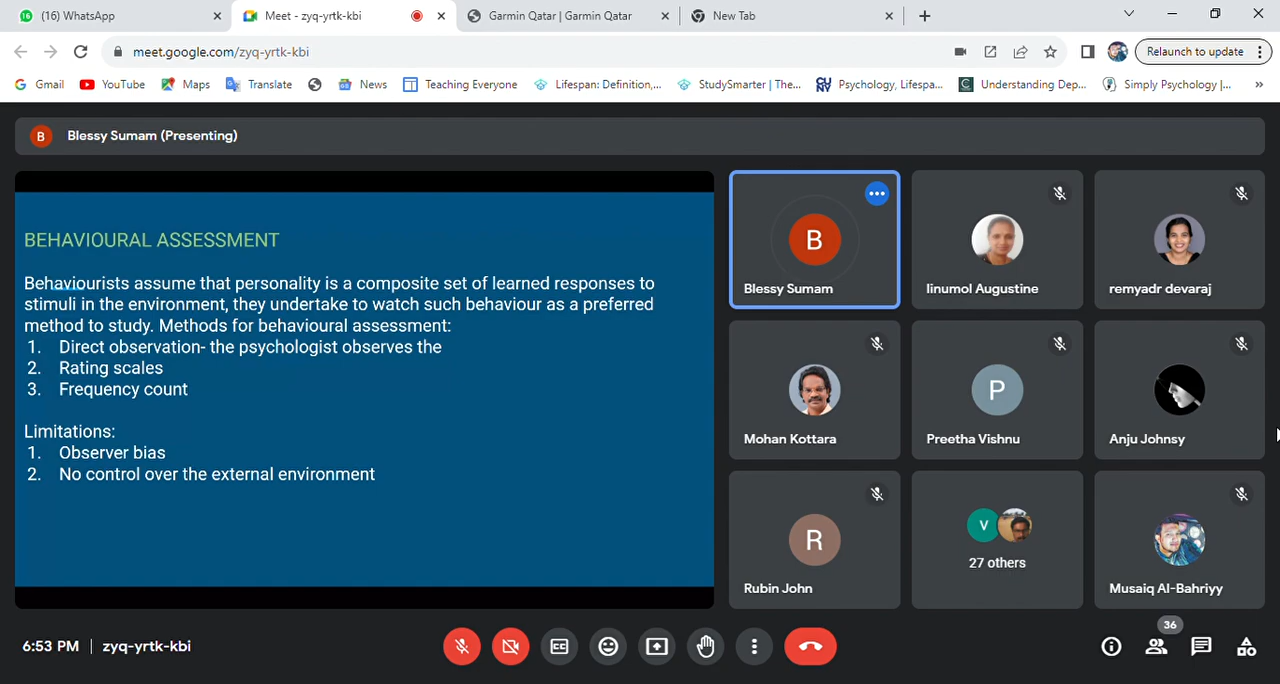 (16) WhatsApp
Meet - zyq-yrtk-kbi
Garmin Qatar | Garmin Qatar
New Tab
meet.google.com/zyq-yrtk-kbi
Relaunch to update
Gmail
YouTube
Maps
Translate
News
Teaching Everyone
Lifespan: Definition,...
StudySmarter | The...
Psychology, Lifespa...
Understanding Dep...
Simply Psychology |...
»
B
Blessy Sumam (Presenting)
BEHAVIOURAL ASSESSMENT
Behaviourists assume that personality is a composite set of learned responses to
stimuli in the environment, they undertake to watch such behaviour as a preferred
method to study. Methods for behavioural assessment:
1. Direct observation- the psychologist observes the
2. Rating scales
3. Frequency count
Limitations:
1. Observer bias
2. No control over the external environment
B
Blessy Sumam
linumol Augustine
remyadr devaraj
Mohan Kottara
P
Preetha Vishnu
Anju Johnsy
R
Rubin John
V
27 others
Musaiq Al-Bahriyy
6:53 PM | zyq-yrtk-kbi
CC
36